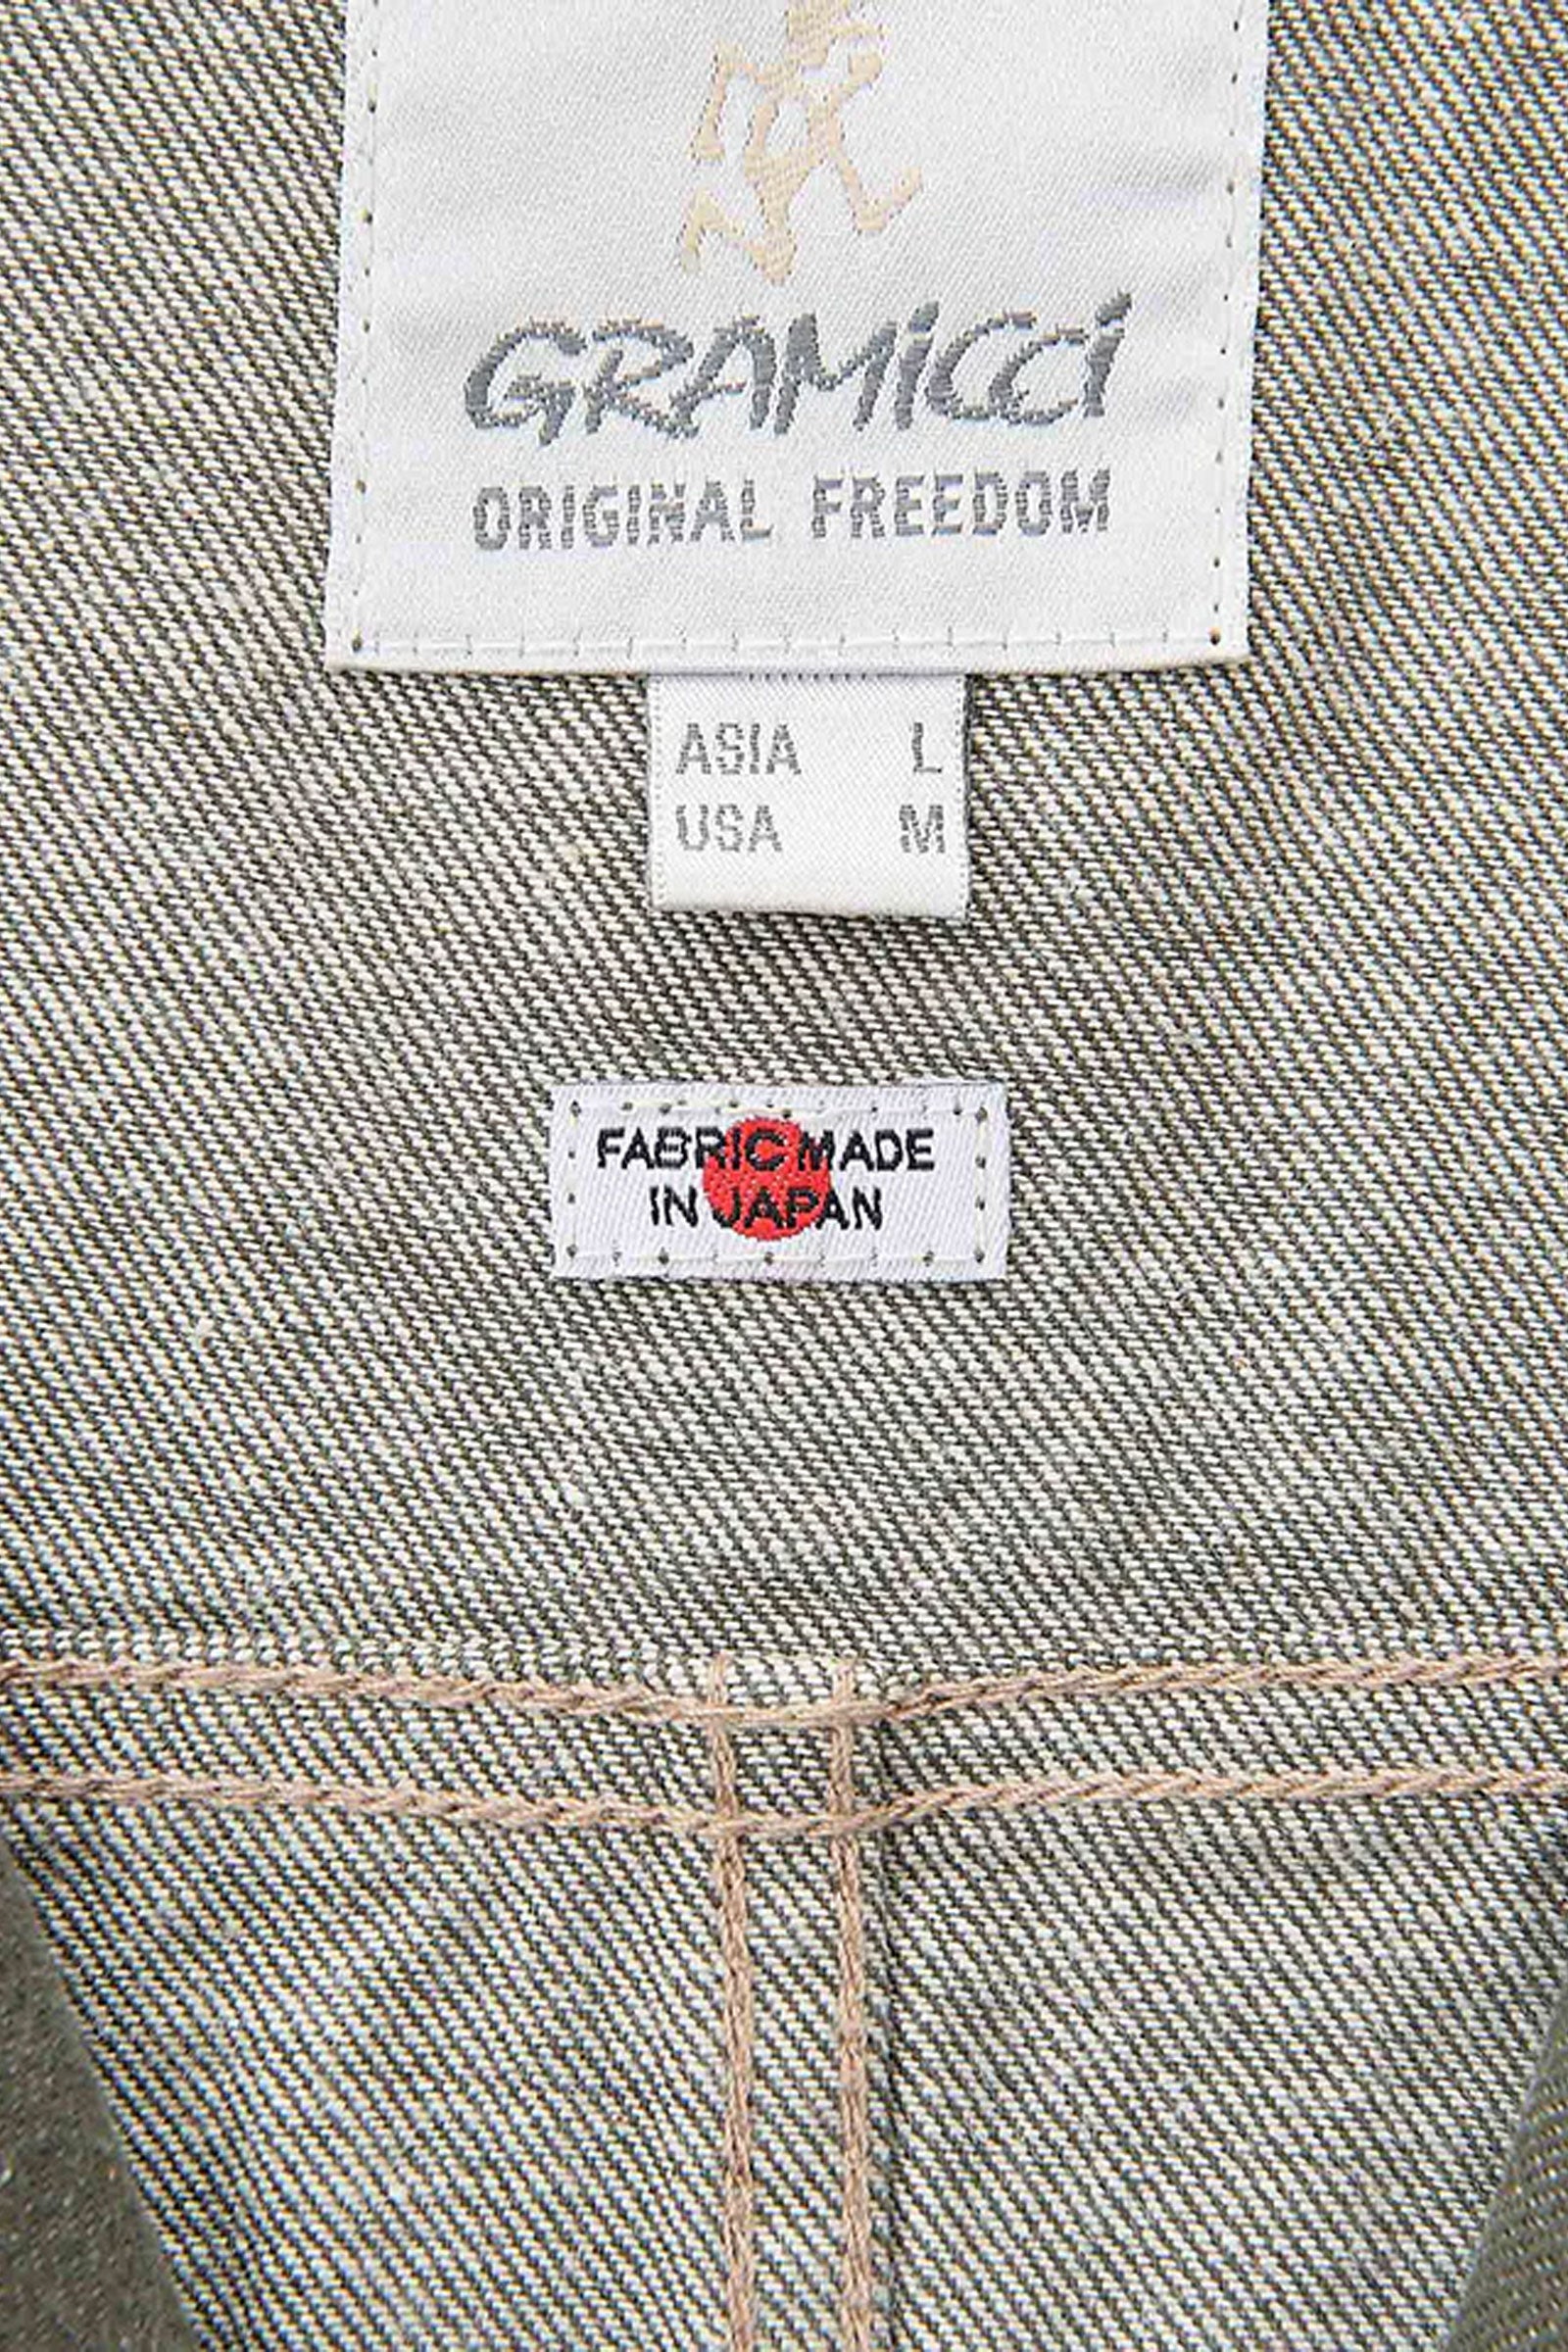 GRAMiCCi
ORIGINAL FREEDOM
ASIA L
USA M
FABRIC MADE
IN JAPAN